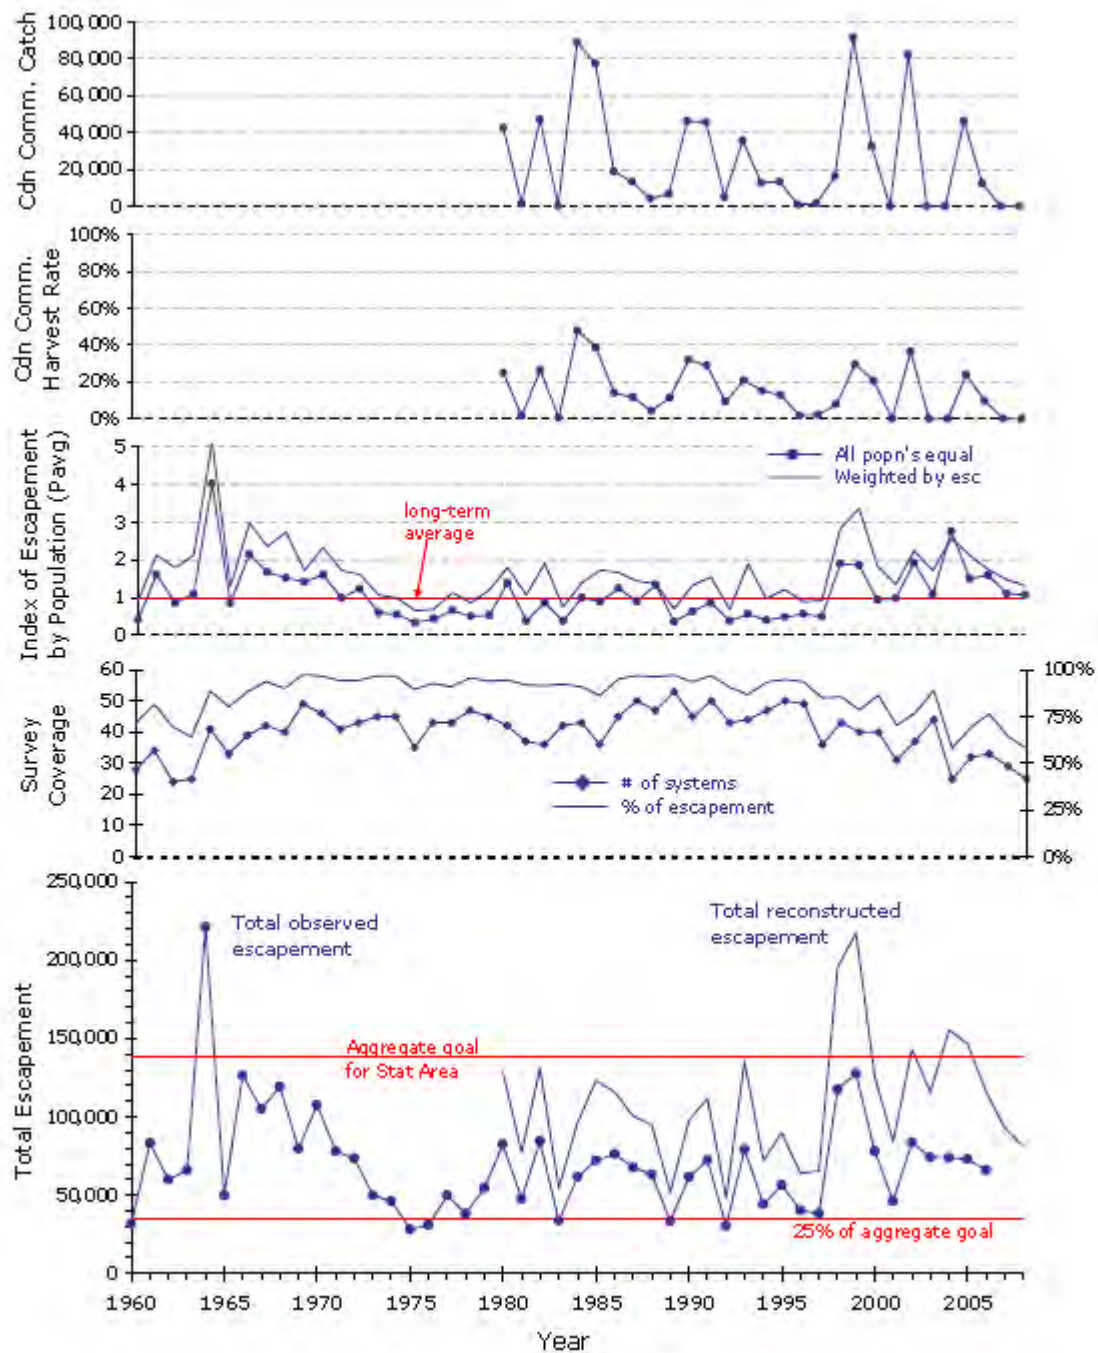 Cdn Comm. Catch
100,000
80,000
60,000
40,000
20,000
0
Cdn Comm.
Harvest Rate
100%
80%
60%
40%
20%
0%
Index of Escapement
by Population (Pavg)
5
4
3
2
1
0
All popn's equal
Weighted by esc
long-term
average
Survey
Coverage
60
50
40
30
20
10
0
100%
75%
50%
25%
0%
# of systems
% of escapement
Total Escapement
250,000
200,000
150,000
100,000
50,000
0
Total observed
escapement
Total reconstructed
escapement
Aggregate goal
for Stat Area
25% of aggregate goal
1960 1965 1970 1975 1980 1985 1990 1995 2000 2005
Year